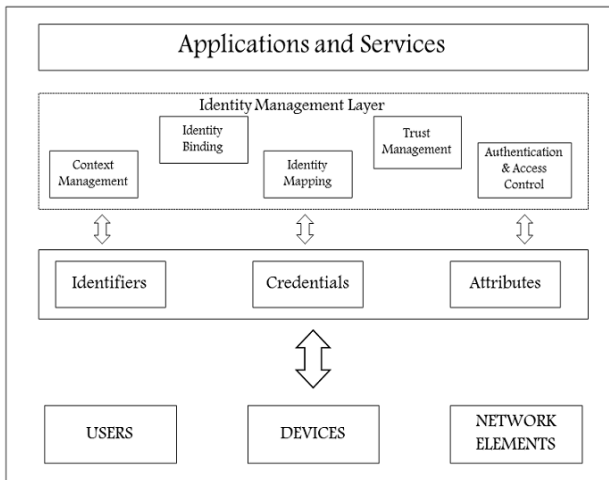 Applications and Services
Identity Management Layer
Identity
Binding
Trust
Management
Context
Management
Identity
Mapping
Authentication
& Access
Control
Identifiers
Credentials
Attributes
USERS
DEVICES
NETWORK
ELEMENTS